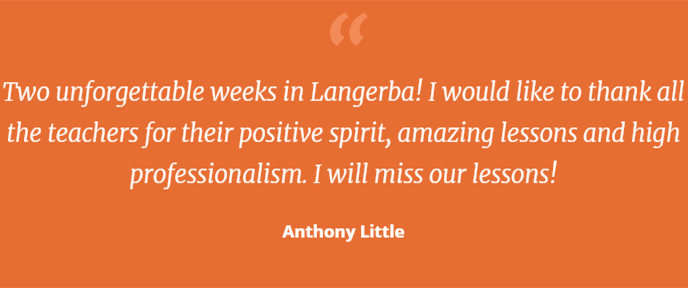 “
Two unforgettable weeks in Langerba! I would like to thank all
the teachers for their positive spirit, amazing lessons and high
professionalism. I will miss our lessons!
Anthony Little